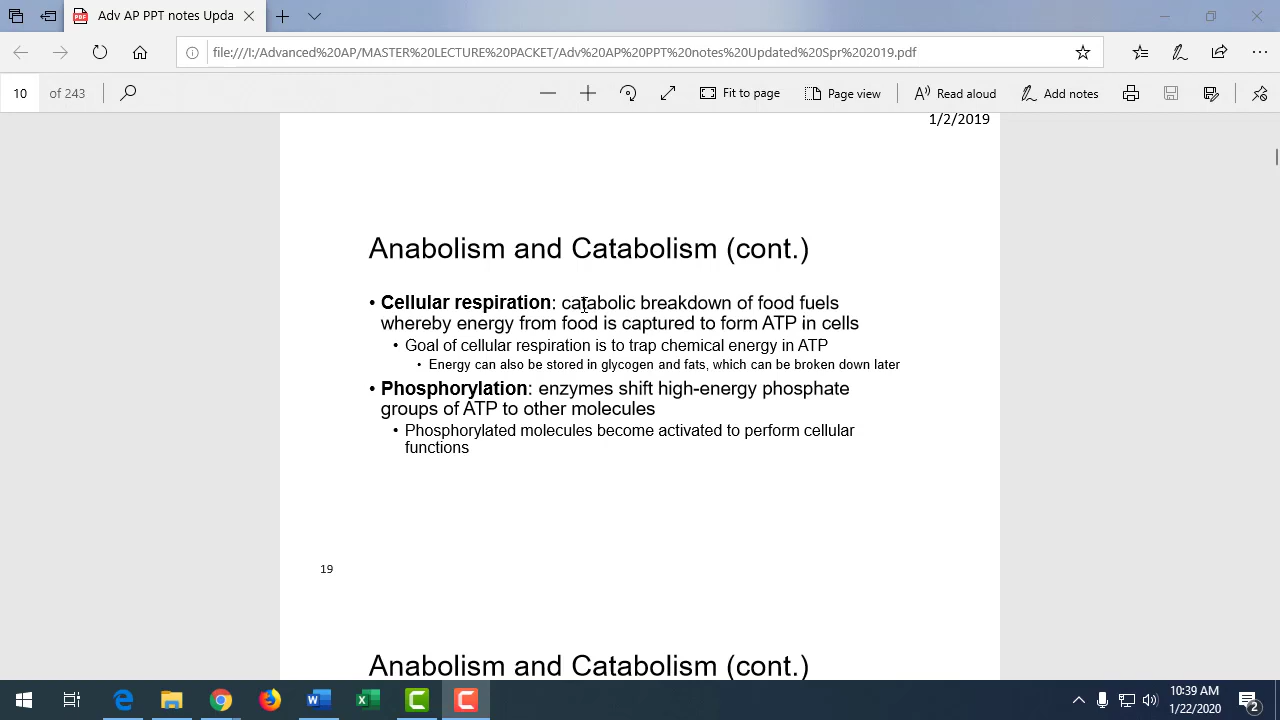 Adv AP PPT notes Upda
file:///I:/Advanced%20AP/MASTER%20LECTURE%20PACKET/Adv%20AP%20PPT%20notes%20Updated%20Spr%202019.pdf
10 of 243
Fit to page
Page view
Read aloud
Add notes
1/2/2019
Anabolism and Catabolism (cont.)
• Cellular respiration: catabolic breakdown of food fuels
whereby energy from food is captured to form ATP in cells
• Goal of cellular respiration is to trap chemical energy in ATP
• Energy can also be stored in glycogen and fats, which can be broken down later
• Phosphorylation: enzymes shift high-energy phosphate
groups of ATP to other molecules
• Phosphorylated molecules become activated to perform cellular
functions
19
Anabolism and Catabolism (cont.)
10:39 AM
1/22/2020
2